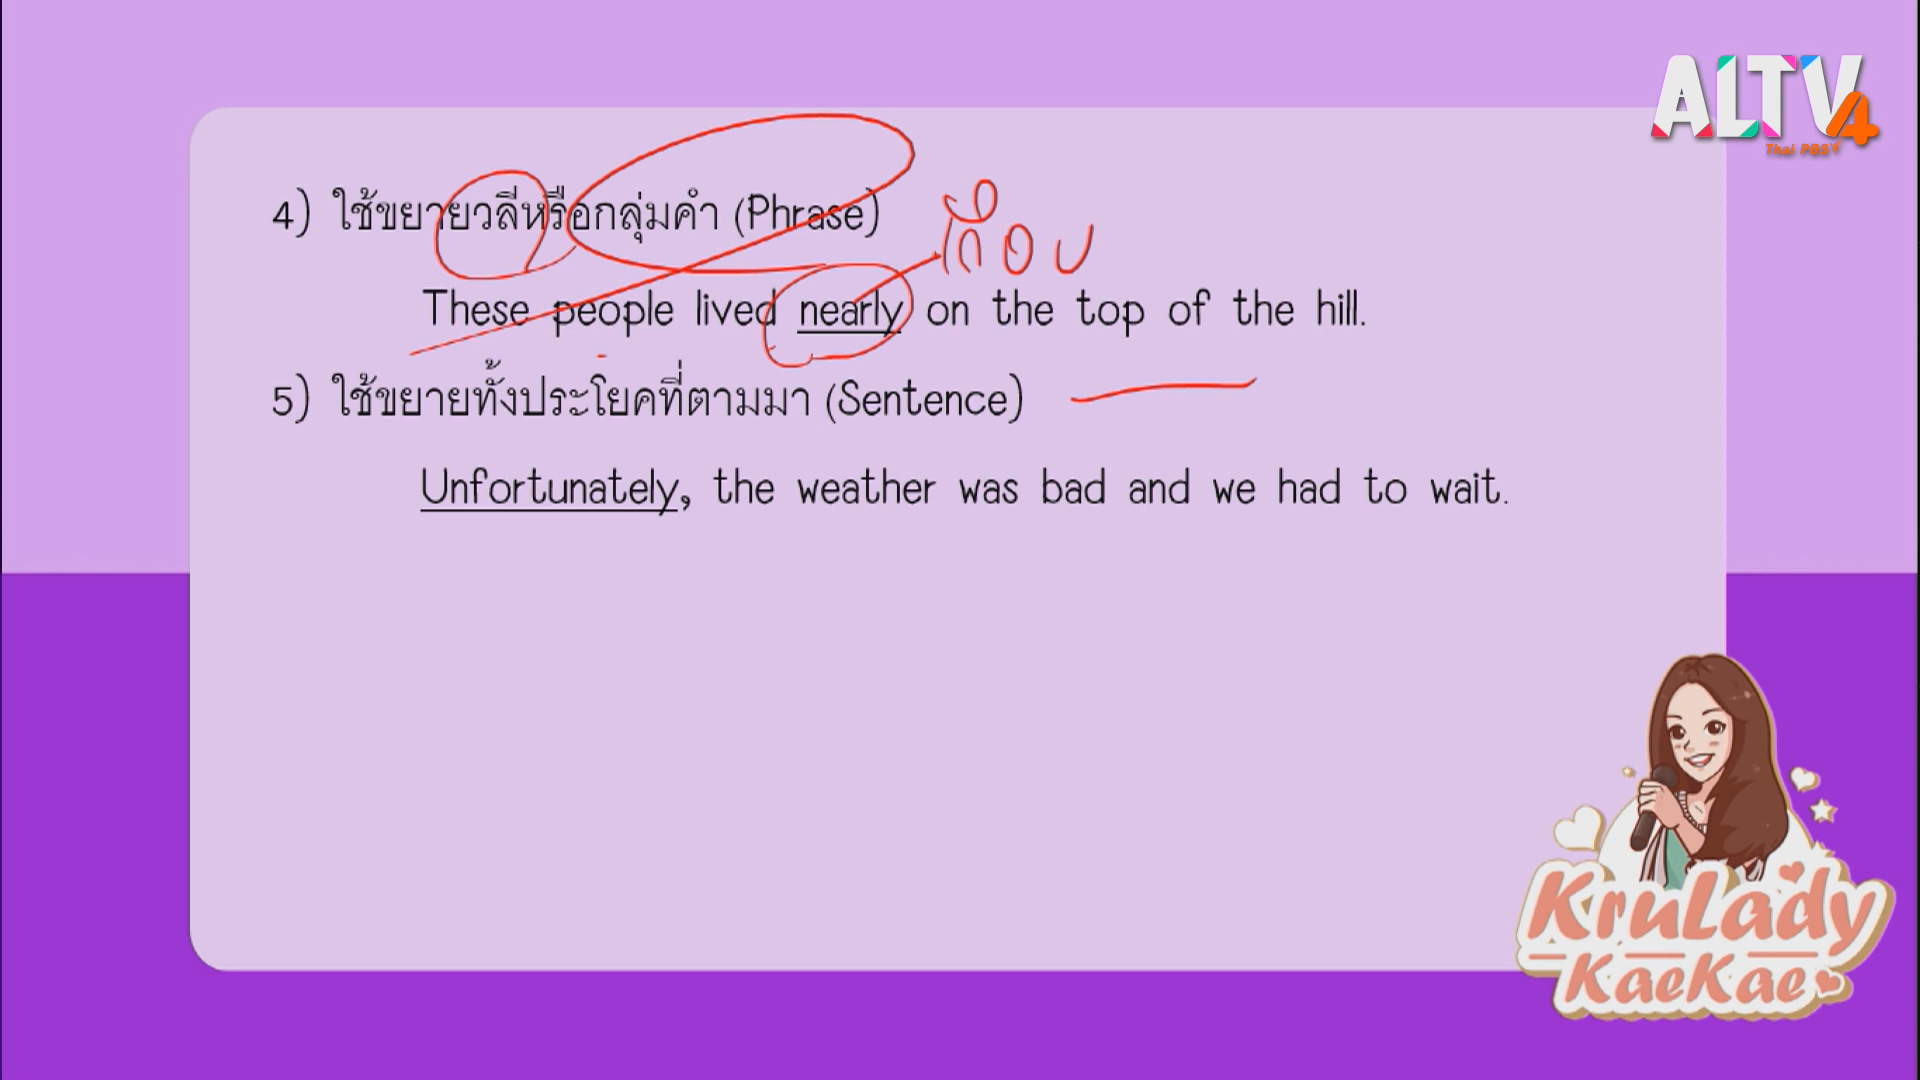 ALTV4
Thai PBS
4) ใช้ขยายวลีหรือกลุ่มคำ (Phrase)
เกือบ
These people lived nearly on the top of the hill.
5) ใช้ขยายทั้งประโยคที่ตามมา (Sentence)
Unfortunately, the weather was bad and we had to wait.
KruLady
KaeKae